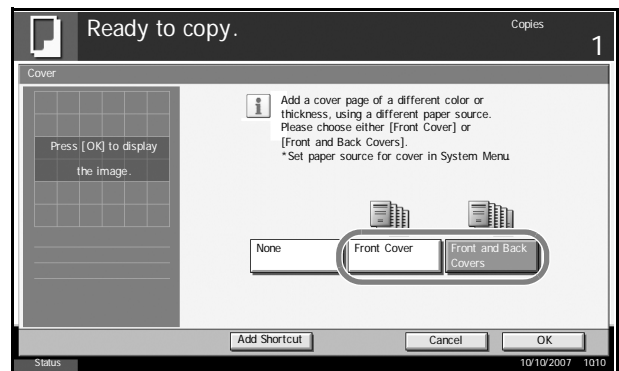 Ready to copy.
Copies
1
Cover
Press [OK] to display
the image.
Add a cover page of a different color or
thickness, using a different paper source.
Please choose either [Front Cover] or
[Front and Back Covers].
*Set paper source for cover in System Menu.
None
Front Cover
Front and Back
Covers
Add Shortcut
Cancel
OK
Status
10/10/2007 10:10